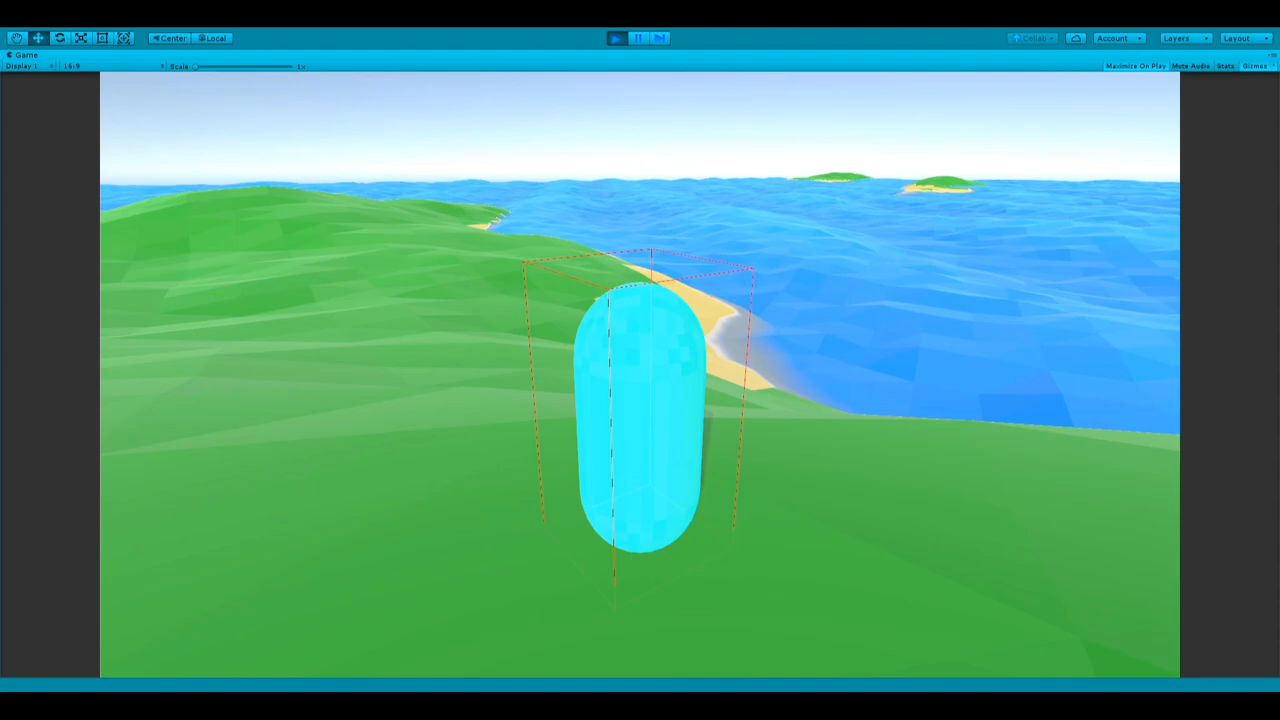 Center Local Collab Account Layers Layout
Game
Display 1 16:9 Scale 1x Maximize On Play Mute Audio Stats Gizmos